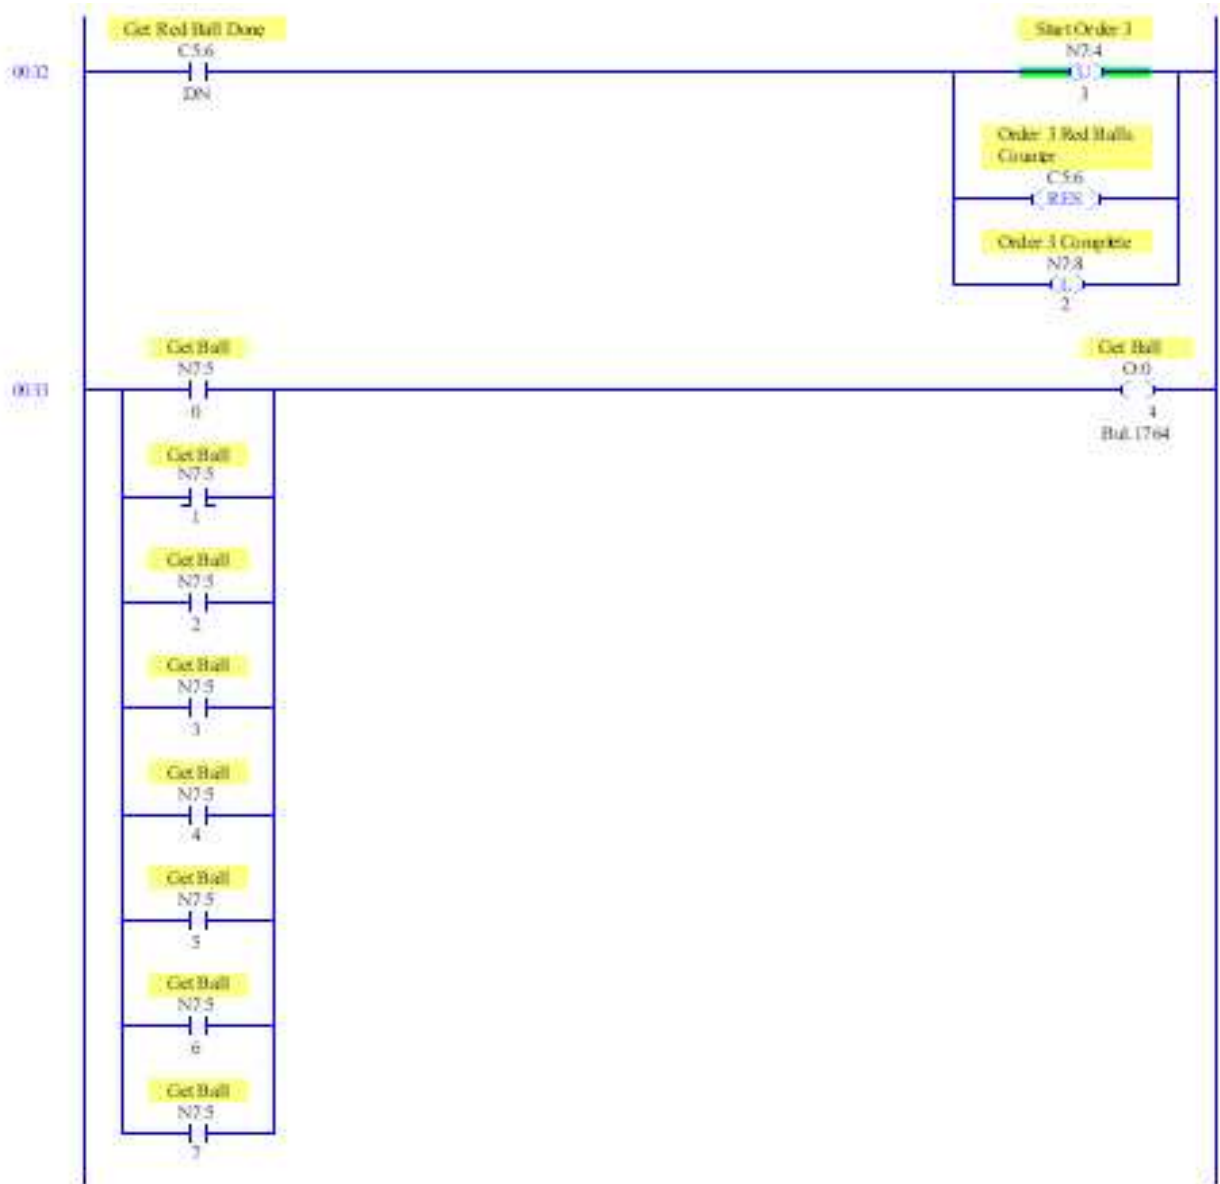 Get Red Ball Done
C5:6
DN
0032
Start Order 3
N7:4
U
Order 3 Red Balls
Counter
C5:6
RES
Order 3 Complete
N7:8
L
2
0033
Get Ball
N7:5
0
Get Ball
O:0
4
Bul.1764
Get Ball
N7:5
1
Get Ball
N7:5
2
Get Ball
N7:5
3
Get Ball
N7:5
4
Get Ball
N7:5
5
Get Ball
N7:5
6
Get Ball
N7:5
7